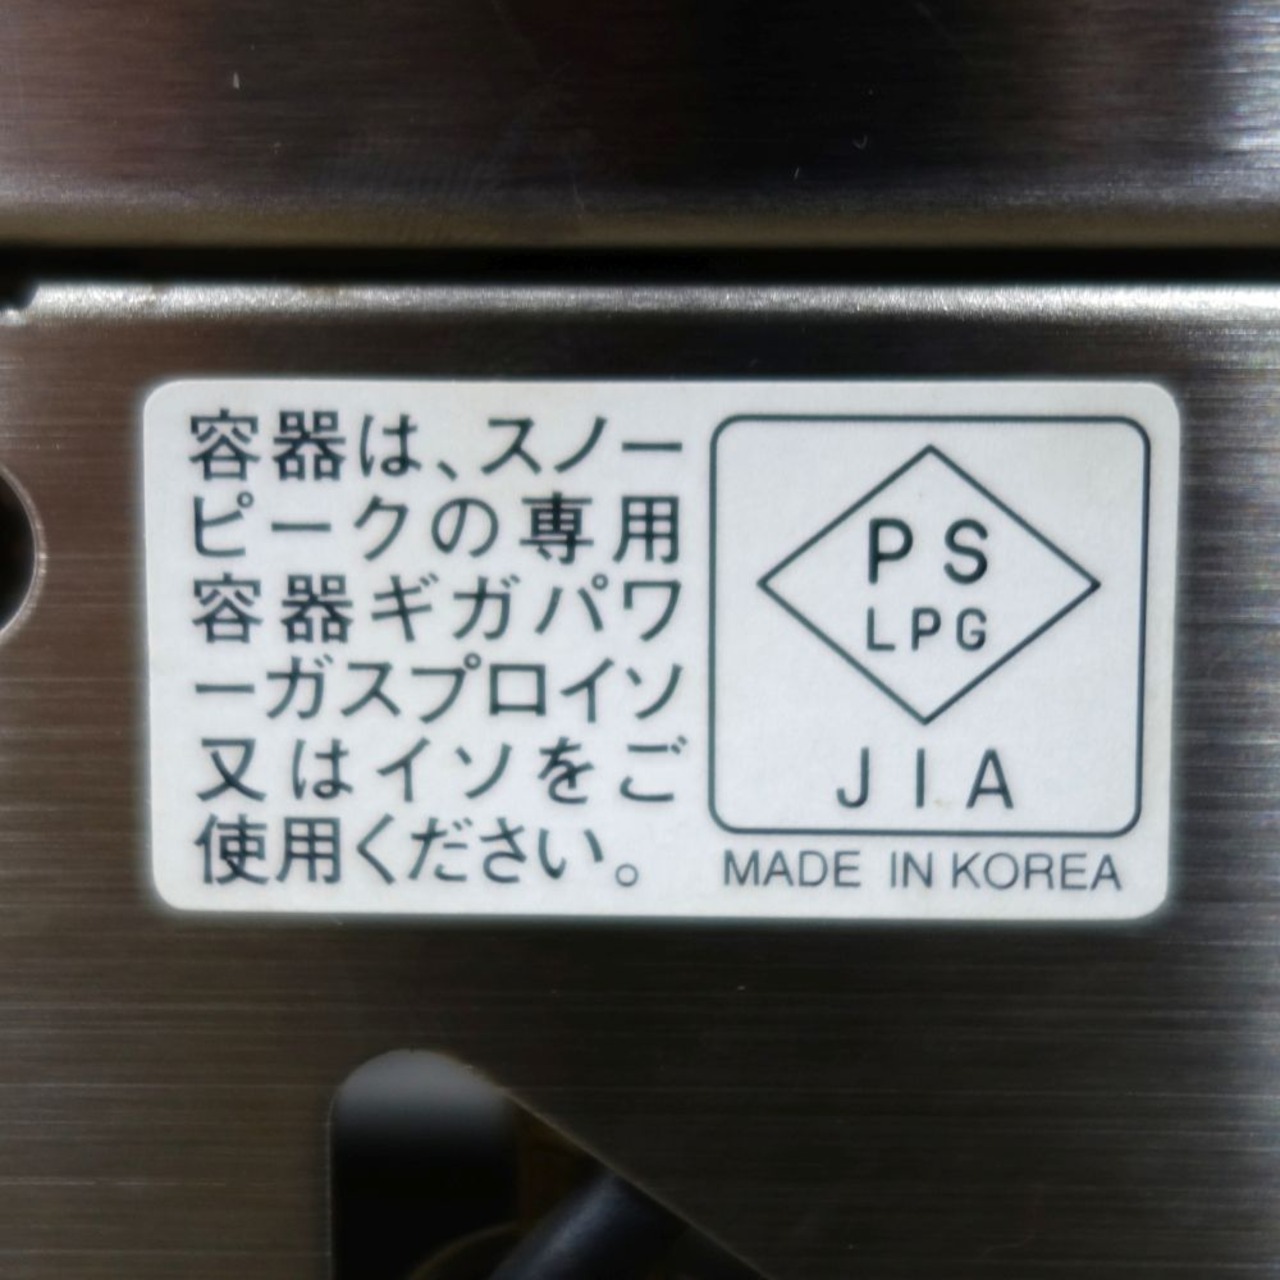 容器は、スノー
ピークの専用
容器ギガパワ
ーガスプロイソ
又はイソをご
使用ください。
PS
LPG
JIA
MADE IN KOREA